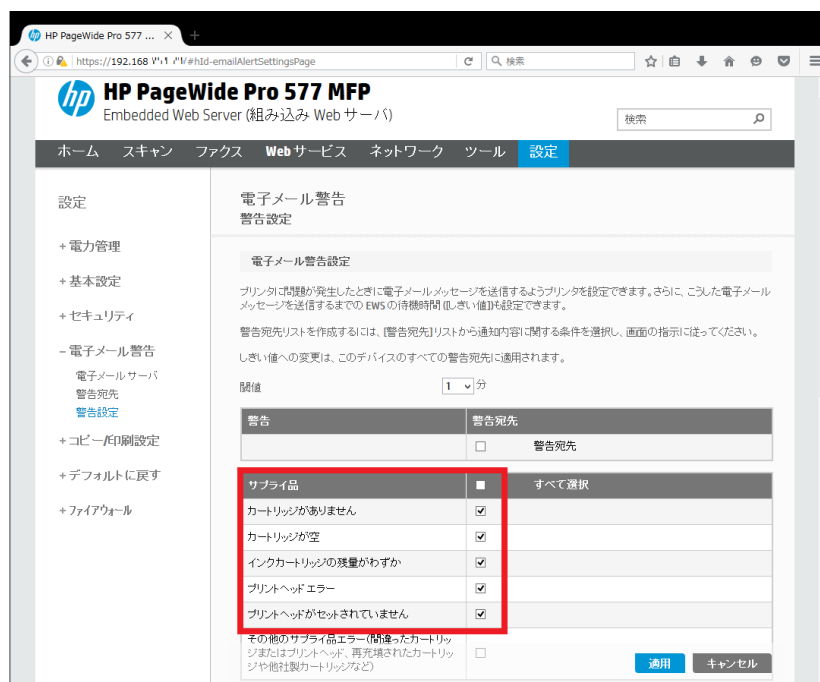 HP PageWide Pro 577 ...
https://192.168 /#hId-emailAlertSettingsPage
検索
hp
HP PageWide Pro 577 MFP
Embedded Web Server (組み込み Web サーバ)
検索
ホーム スキャン ファクス Webサービス ネットワーク ツール 設定
設定
+ 電力管理
+ 基本設定
+ セキュリティ
- 電子メール警告
電子メール サーバ
警告宛先
警告設定
+ コピー/印刷設定
+ デフォルトに戻す
+ ファイアウォール
電子メール警告
警告設定
電子メール警告設定
プリンタに問題が発生したときに電子メールメッセージを送信するようプリンタを設定できます。さらに、こうした電子メール
メッセージを送信するまでの EWS の待機時間 (しきい値)も設定できます。
警告宛先リストを作成するには、[警告宛先]リストから通知内容に関する条件を選択し、画面の指示に従ってください。
しきい値への変更は、このデバイスのすべての警告宛先に適用されます。
閾値 1 分
警告 警告宛先
警告宛先
サプライ品 すべて選択
カートリッジがありません
カートリッジが空
インクカートリッジの残量がわずか
プリントヘッド エラー
プリントヘッドがセットされていません
その他のサプライ品エラー(間違ったカートリッ
ジまたはプリントヘッド、再充填されたカートリッ
ジや他社製カートリッジなど)
適用 キャンセル